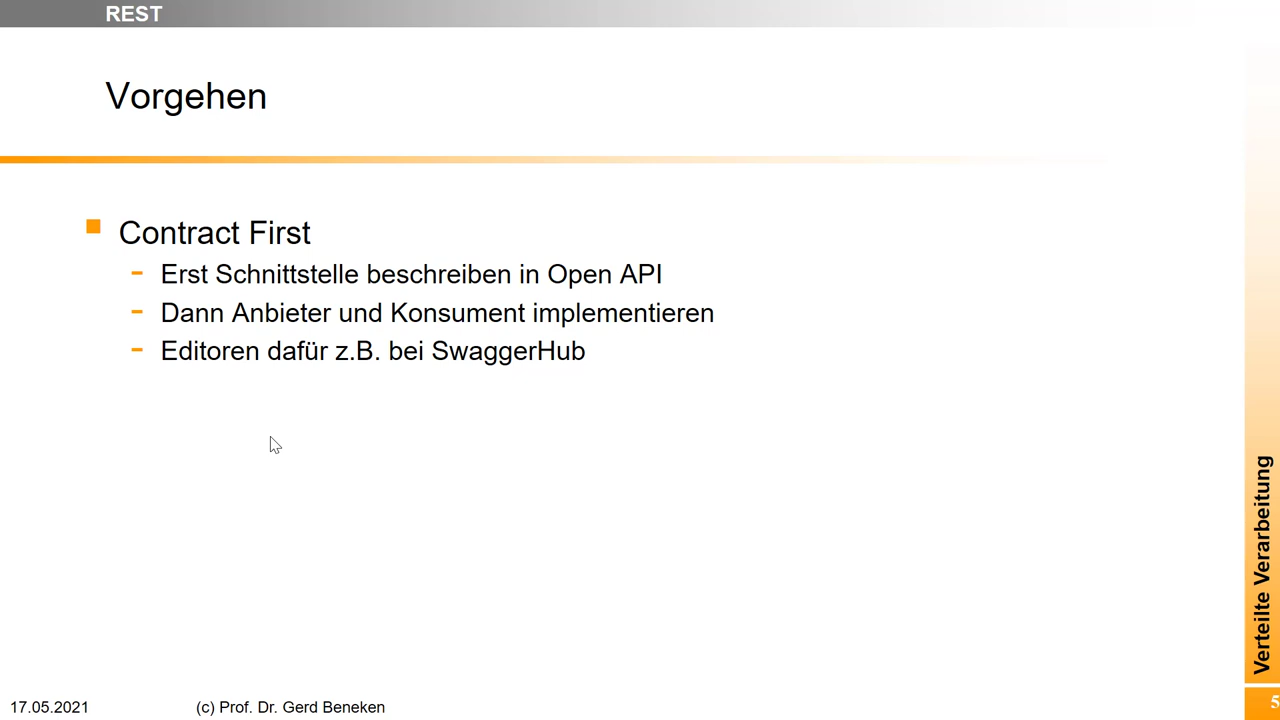 REST
Vorgehen
Contract First
- Erst Schnittstelle beschreiben in Open API
- Dann Anbieter und Konsument implementieren
- Editoren dafür z.B. bei SwaggerHub
Verteilte Verarbeitung
17.05.2021
(c) Prof. Dr. Gerd Beneken
5